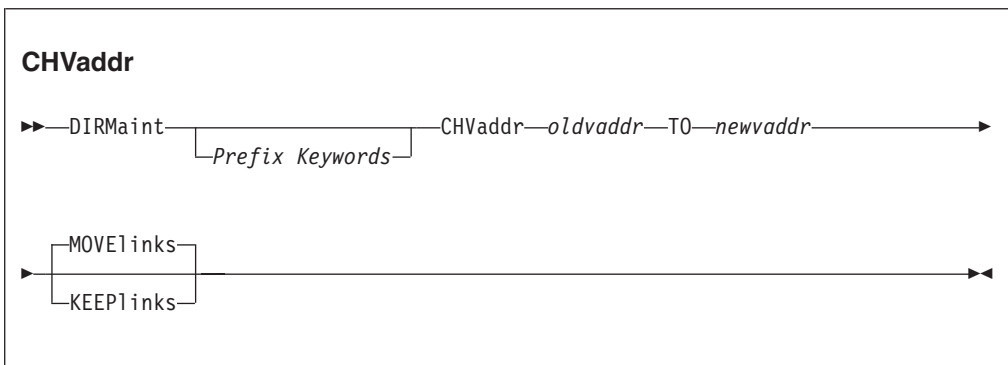 CHVaddr
DIRMaint CHVaddr oldvaddr TO newvaddr
Prefix Keywords
MOVElinks
KEEPlinks